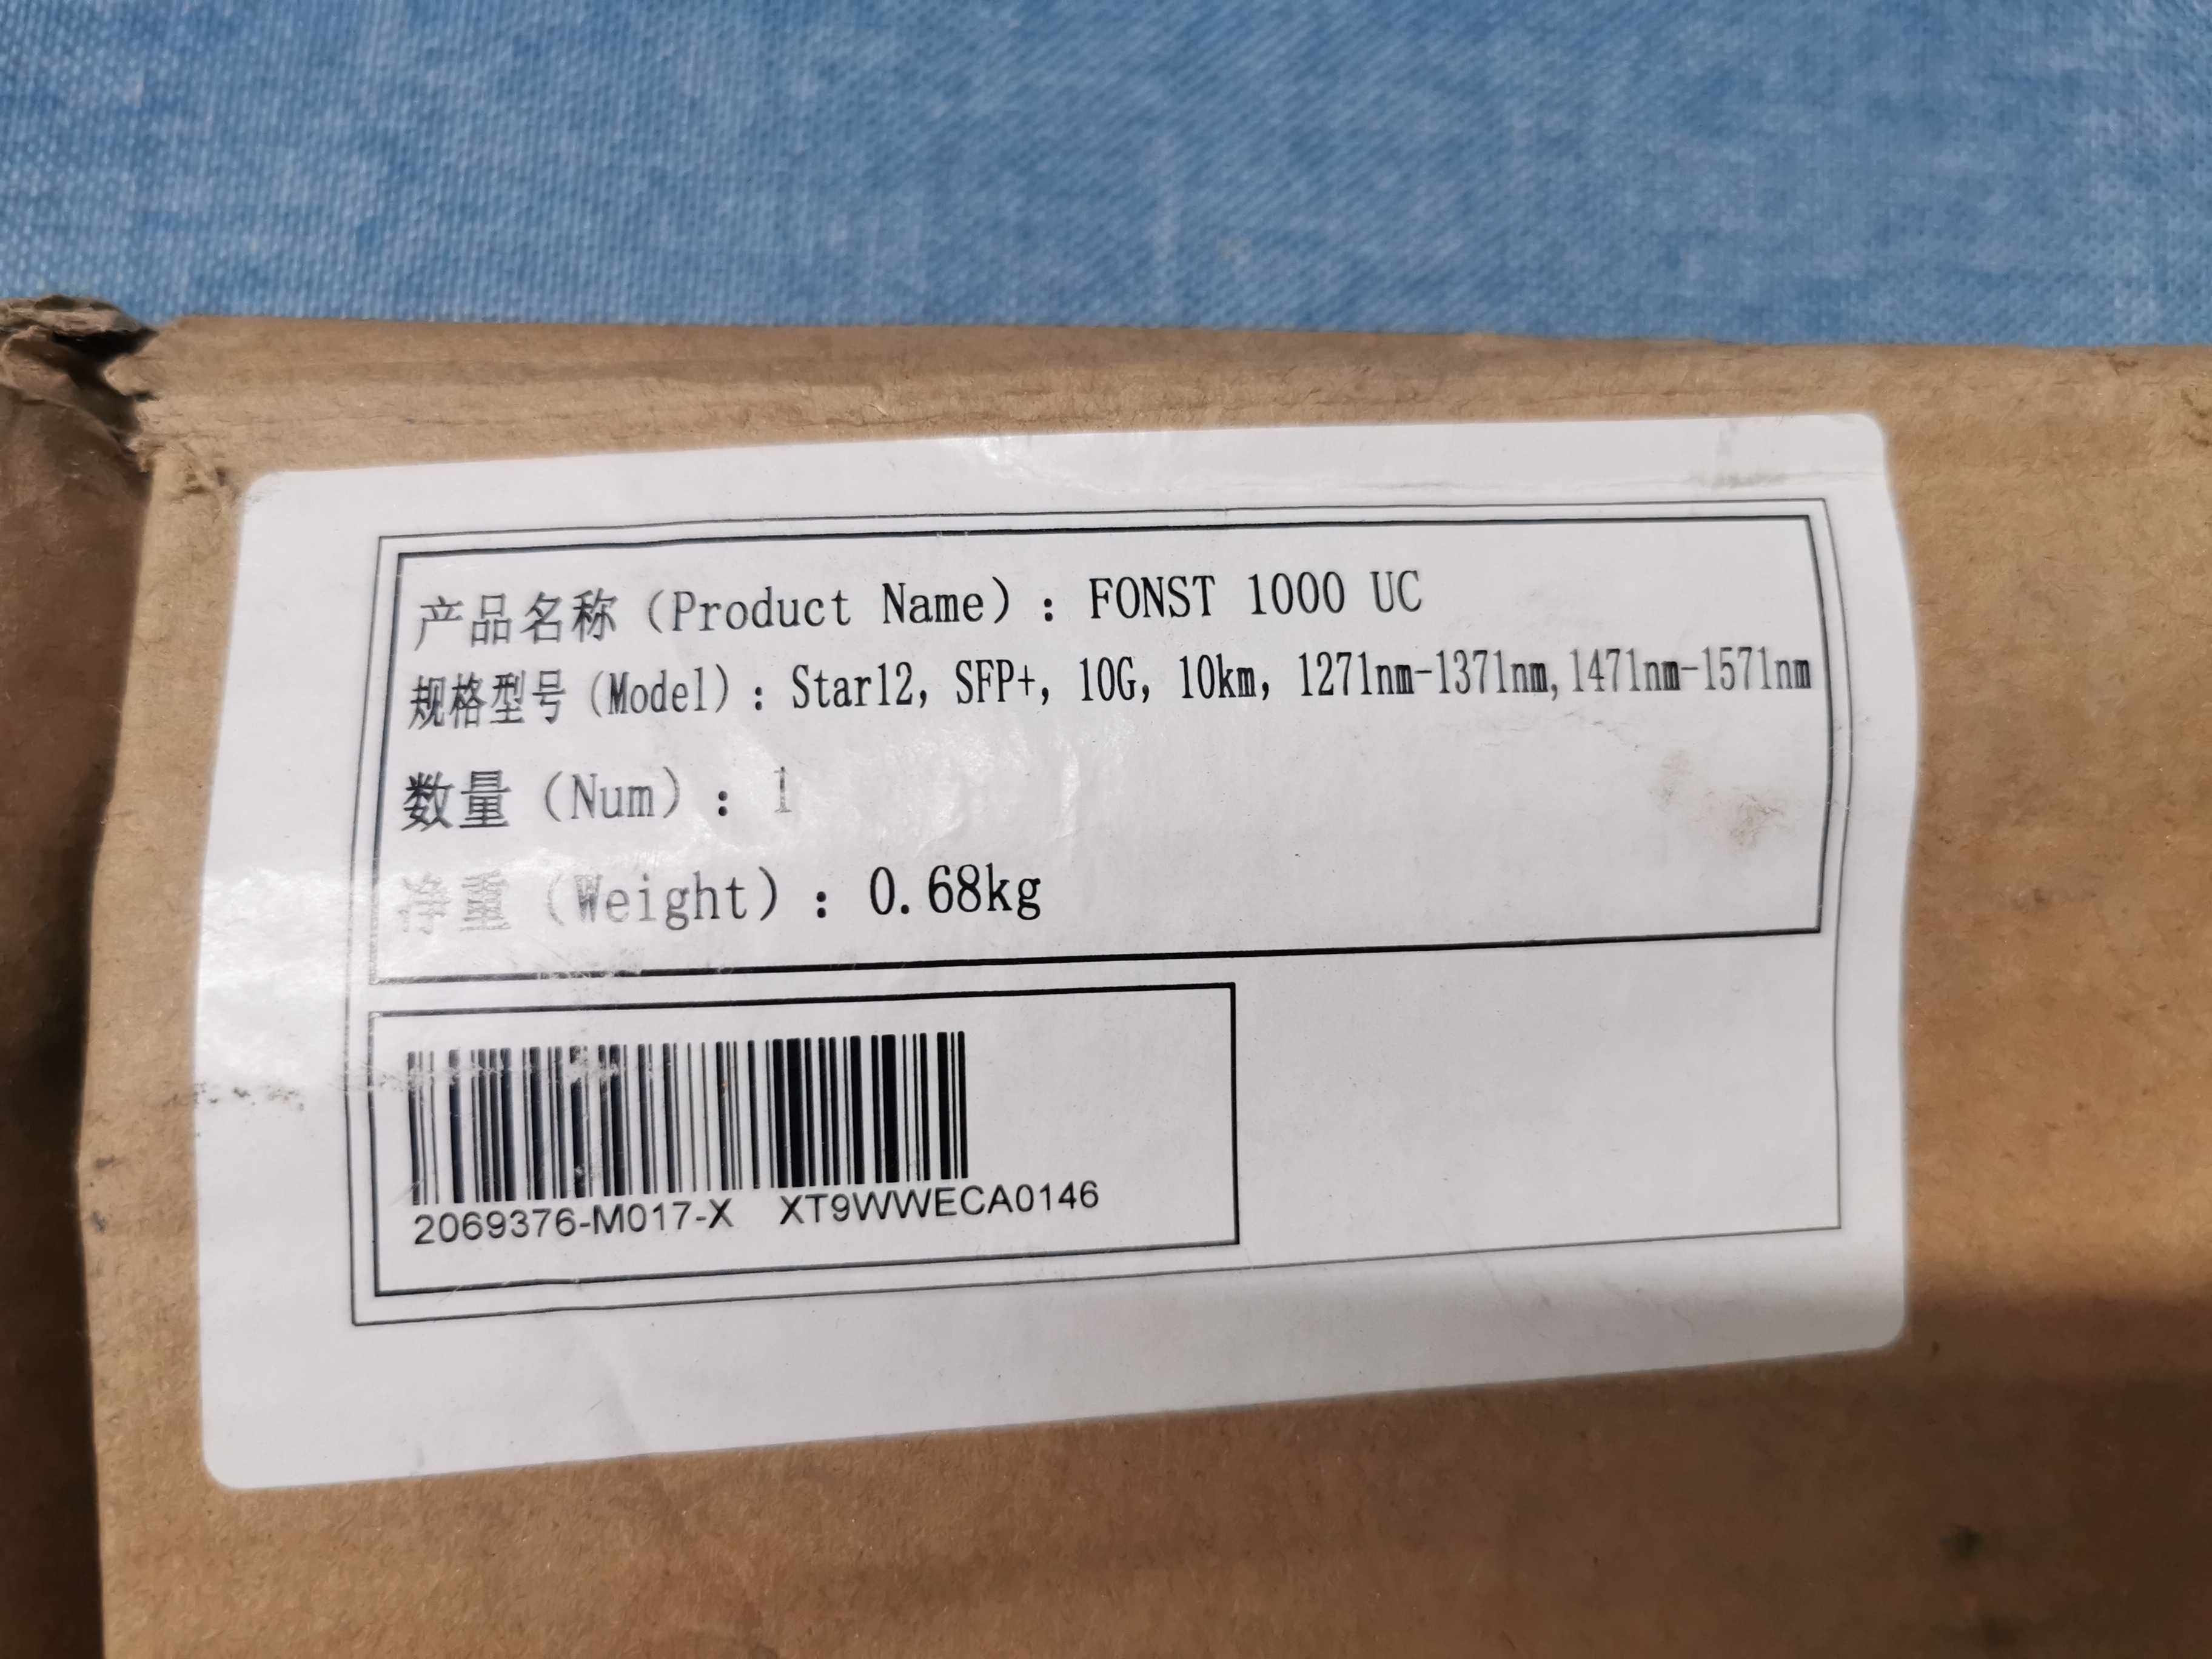 产品名称（Product Name）：FONST 1000 UC
规格型号（Model）：Star12, SFP+, 10G, 10km, 1271nm-1371nm,1471nm-1571nm
数量（Num）：1
净重（Weight）：0.68kg
2069376-M017-X XT9WWECA0146